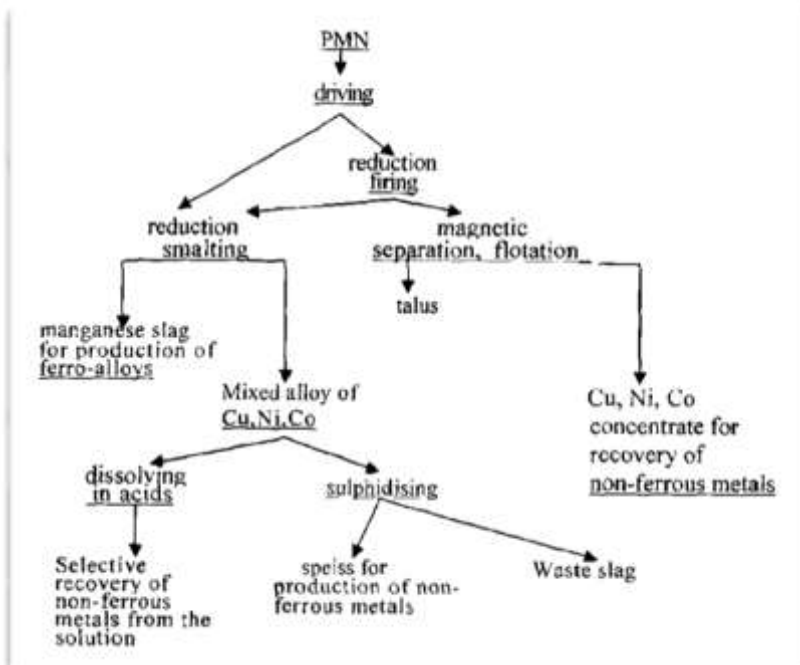 PMN
driving
reduction
firing
reduction
smalting
magnetic
separation, flotation
talus
manganese slag
for production of
ferro-alloys
Mixed alloy of
Cu,Ni,Co
Cu, Ni, Co
concentrate for
recovery of
non-ferrous metals
dissolving
in acids
sulphidising
Selective
recovery of
non-ferrous
metals from the
solution
speiss for
production of non-
ferrous metals
Waste slag